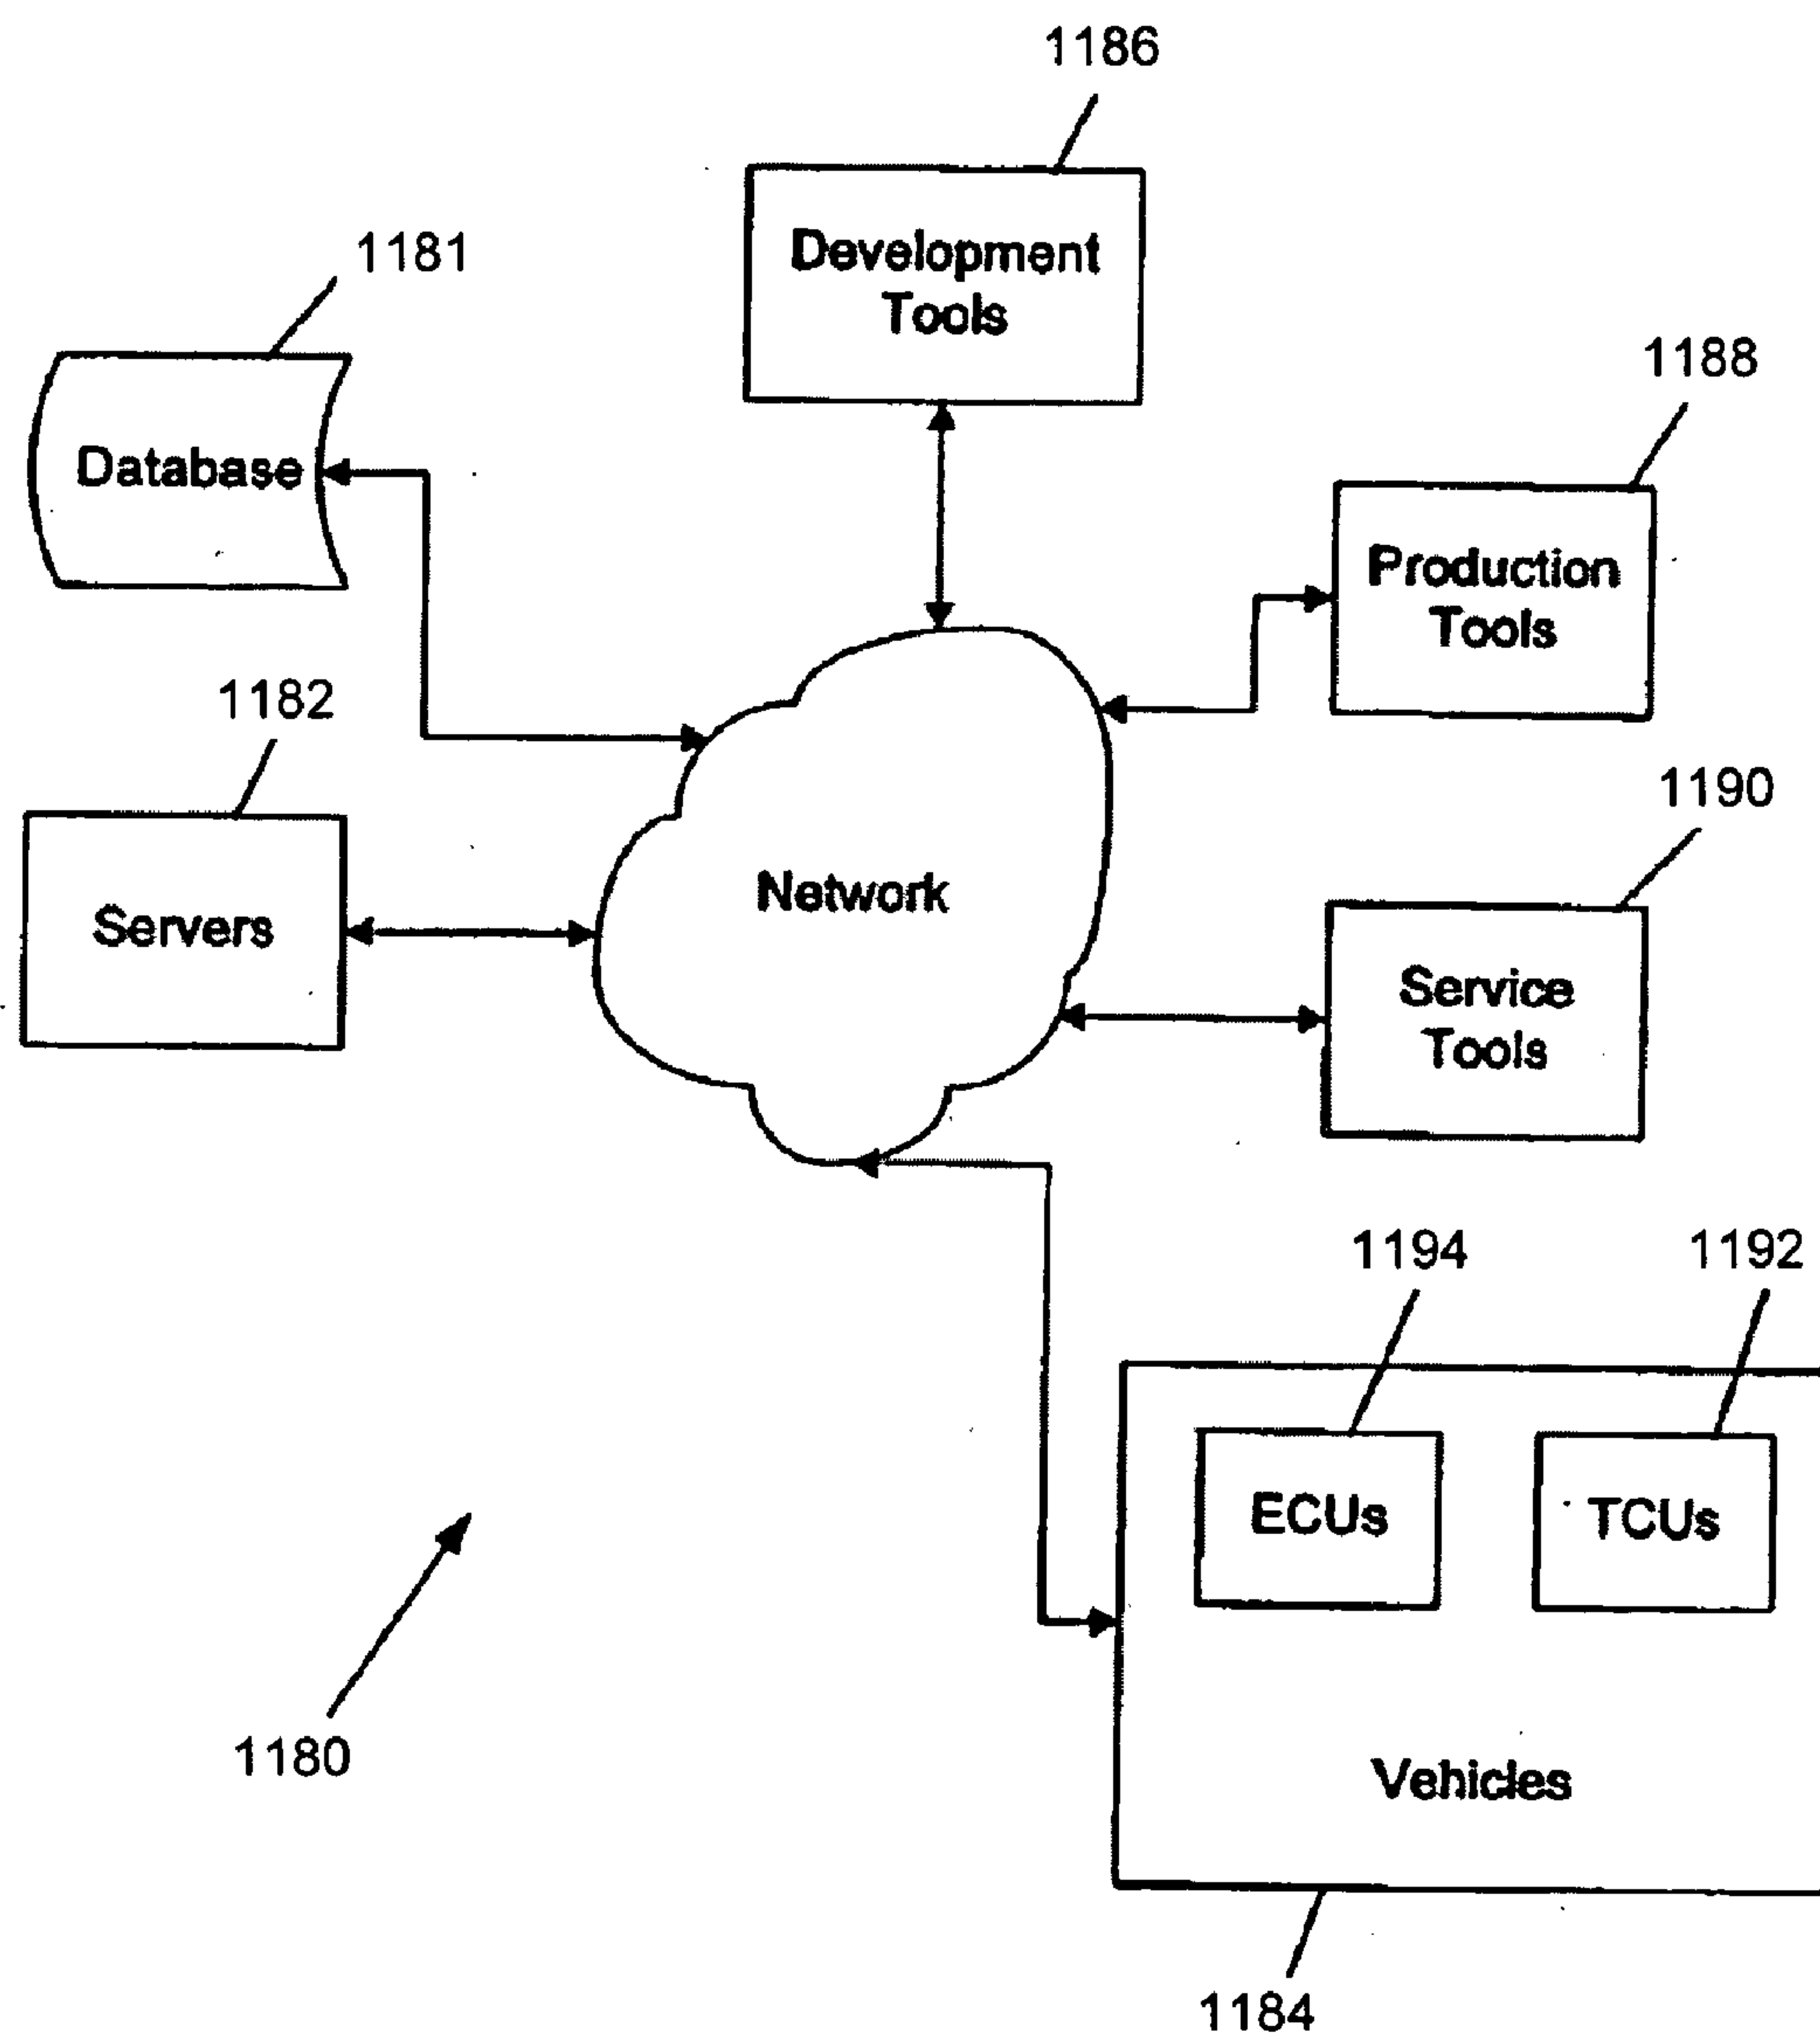 1186
Development
Tools
1181
Database
1188
Production
Tools
1182
Servers
Network
1190
Service
Tools
1194
1192
ECUs
TCUs
Vehicles
1180
1184